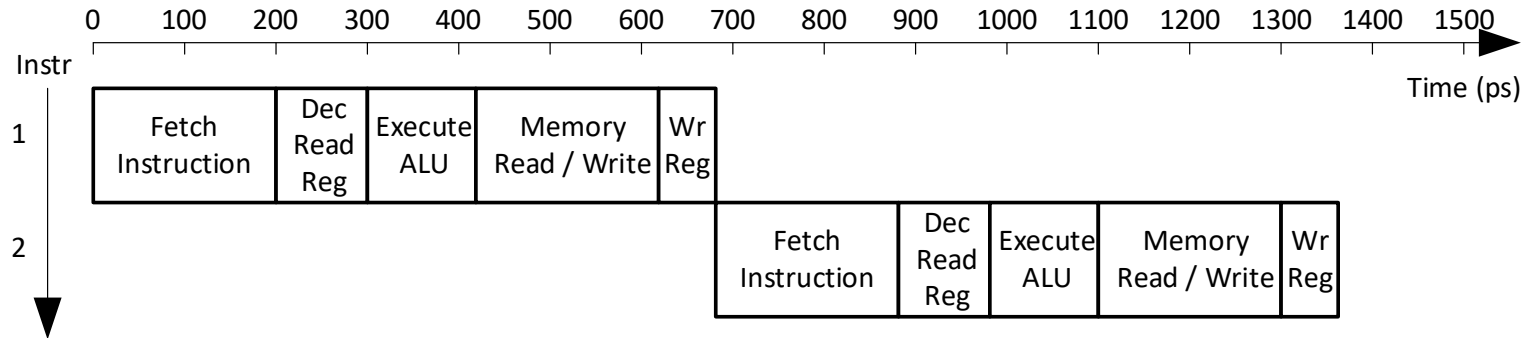 0 100 200 300 400 500 600 700 800 900 1000 1100 1200 1300 1400 1500
Instr
Time (ps)
1
Fetch
Instruction
Dec
Read
Reg
Execute
ALU
Memory
Read / Write
Wr
Reg
2
Fetch
Instruction
Dec
Read
Reg
Execute
ALU
Memory
Read / Write
Wr
Reg